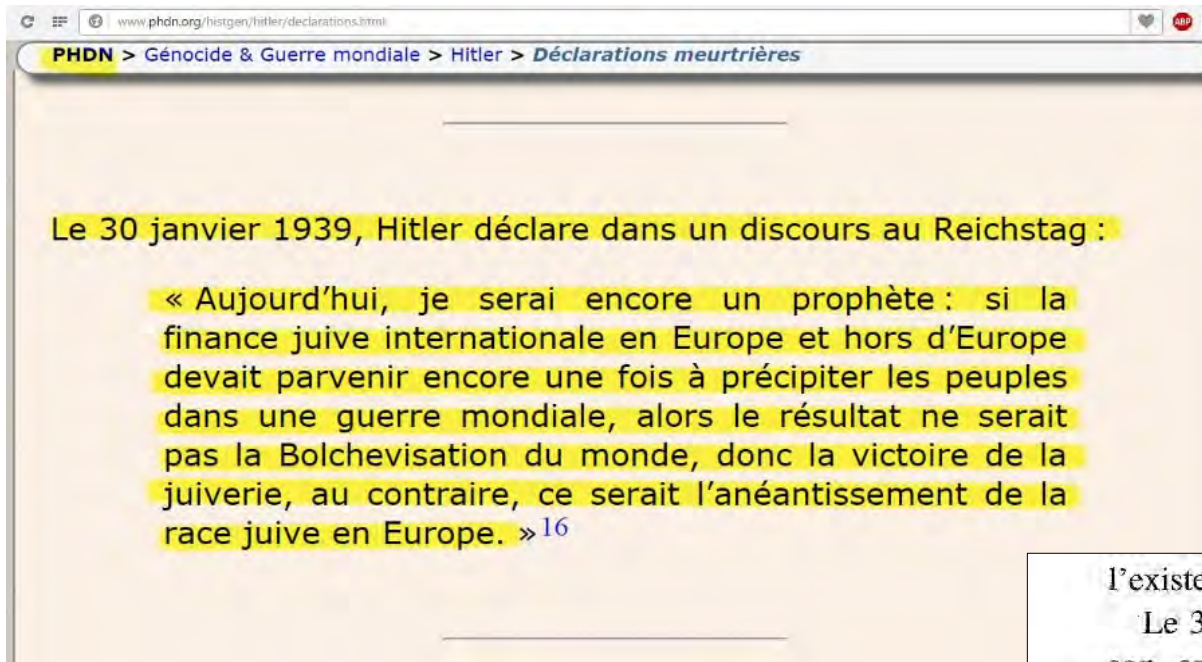 www.phdn.org/histgen/hitler/declarations.html
ABP
PHDN > Génocide & Guerre mondiale > Hitler > Déclarations meurtrières
Le 30 janvier 1939, Hitler déclare dans un discours au Reichstag :
« Aujourd’hui, je serai encore un prophète : si la
finance juive internationale en Europe et hors d’Europe
devait parvenir encore une fois à précipiter les peuples
dans une guerre mondiale, alors le résultat ne serait
pas la Bolchevisation du monde, donc la victoire de la
juiverie, au contraire, ce serait l’anéantissement de la
race juive en Europe. »16
l’existe
Le 3